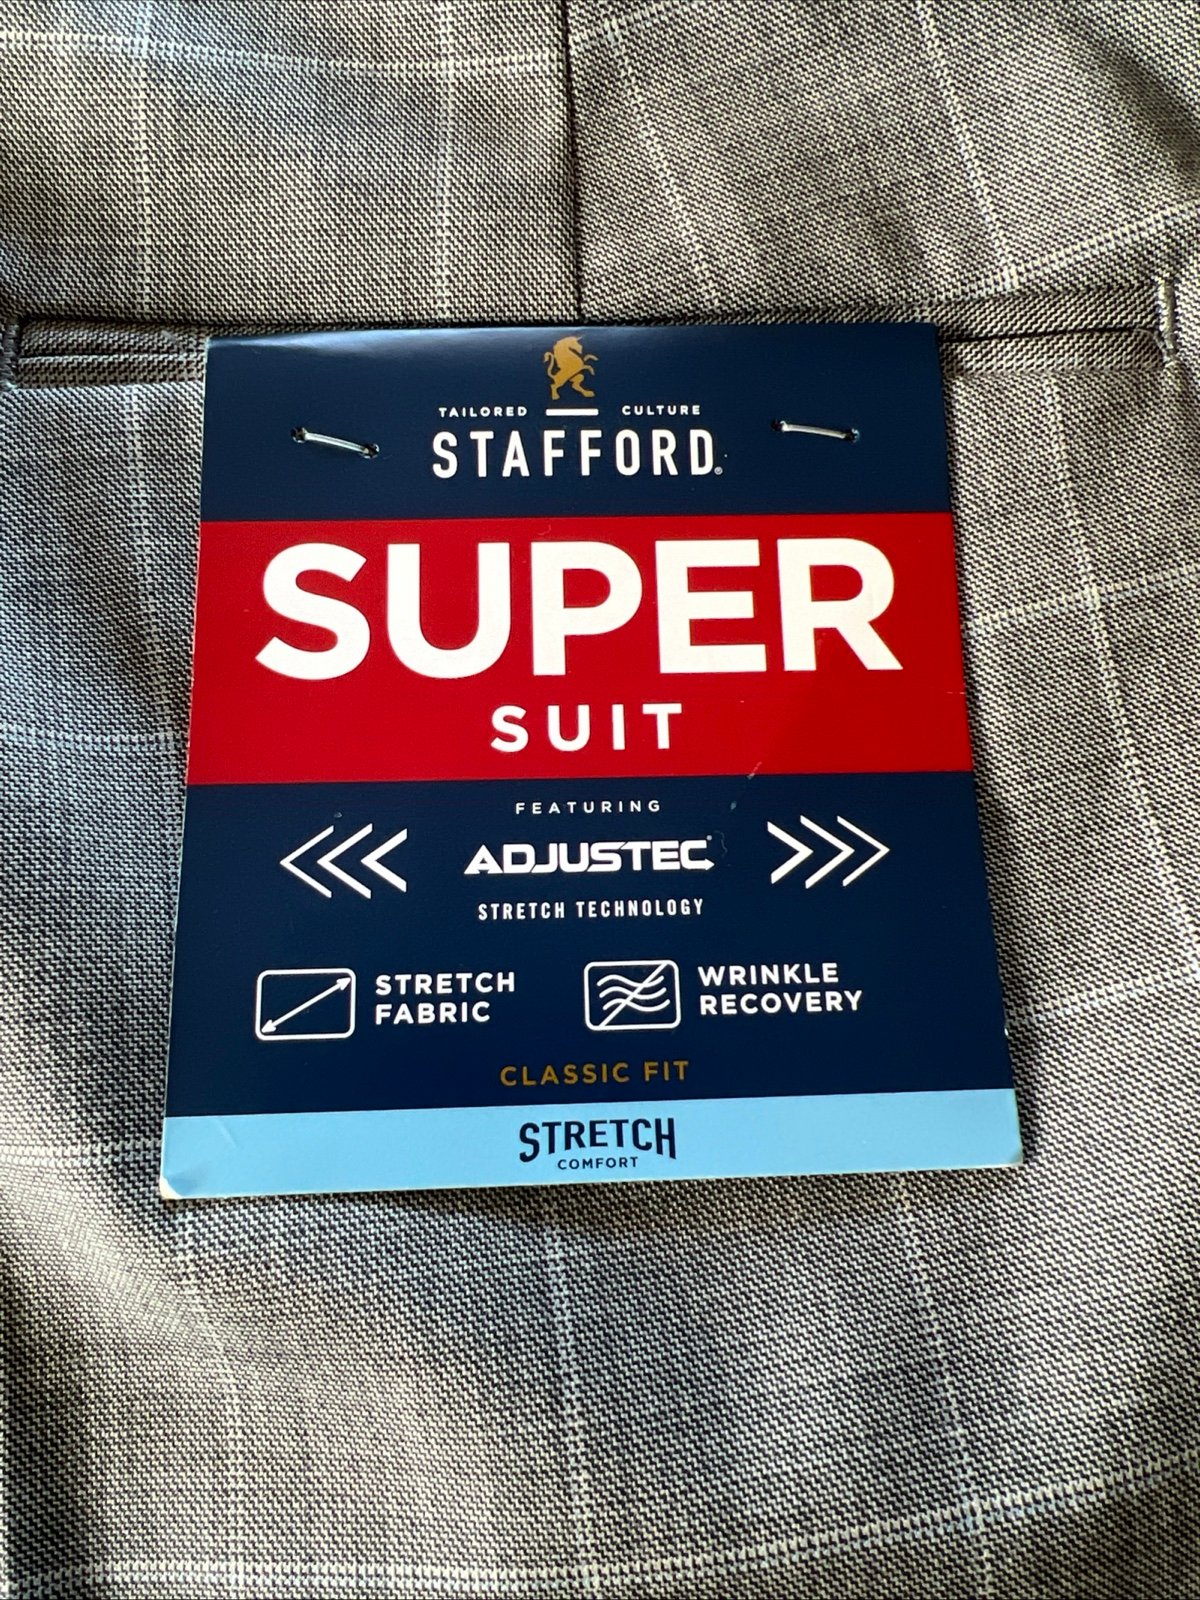 TAILORED CULTURE
STAFFORD®
SUPER
SUIT
FEATURING
ADJUSTEC®
STRETCH TECHNOLOGY
STRETCH
FABRIC
WRINKLE
RECOVERY
CLASSIC FIT
STRETCH
COMFORT